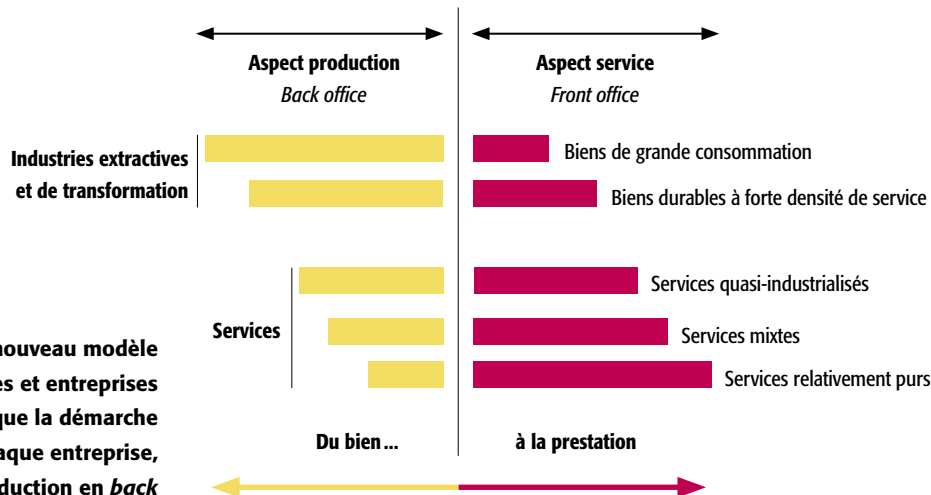 Aspect production
Back office
Aspect service
Front office
Industries extractives
et de transformation
Biens de grande consommation
Biens durables à forte densité de service
Services
Services quasi-industrialisés
Services mixtes
Services relativement purs
Du bien...
à la prestation
nouveau modèle
es et entreprises
que la démarche
aque entreprise,
duction en back